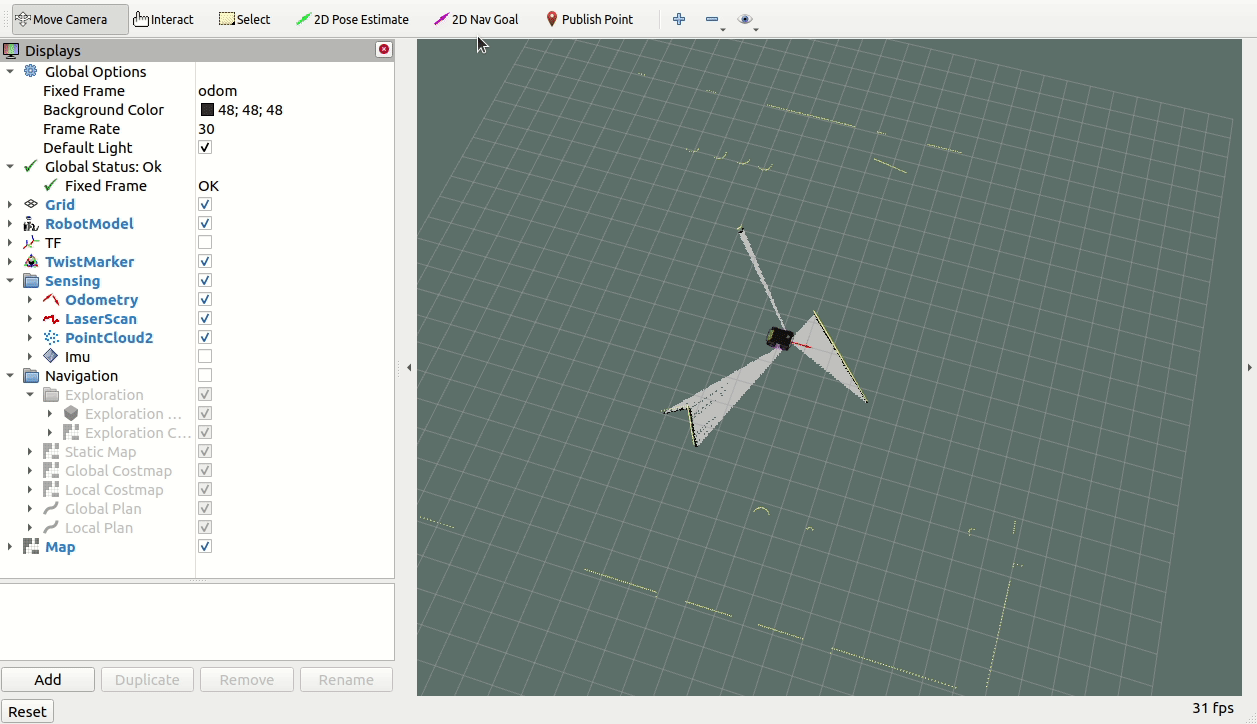 Move Camera Interact Select 2D Pose Estimate 2D Nav Goal Publish Point
Displays
Global Options
Fixed Frame odom
Background Color 48; 48; 48
Frame Rate 30
Default Light
Global Status: Ok
Fixed Frame OK
Grid
RobotModel
TF
TwistMarker
Sensing
Odometry
LaserScan
PointCloud2
Imu
Navigation
Exploration
Exploration ...
Exploration C...
Static Map
Global Costmap
Local Costmap
Global Plan
Local Plan
Map
Add Duplicate Remove Rename
Reset
31 fps